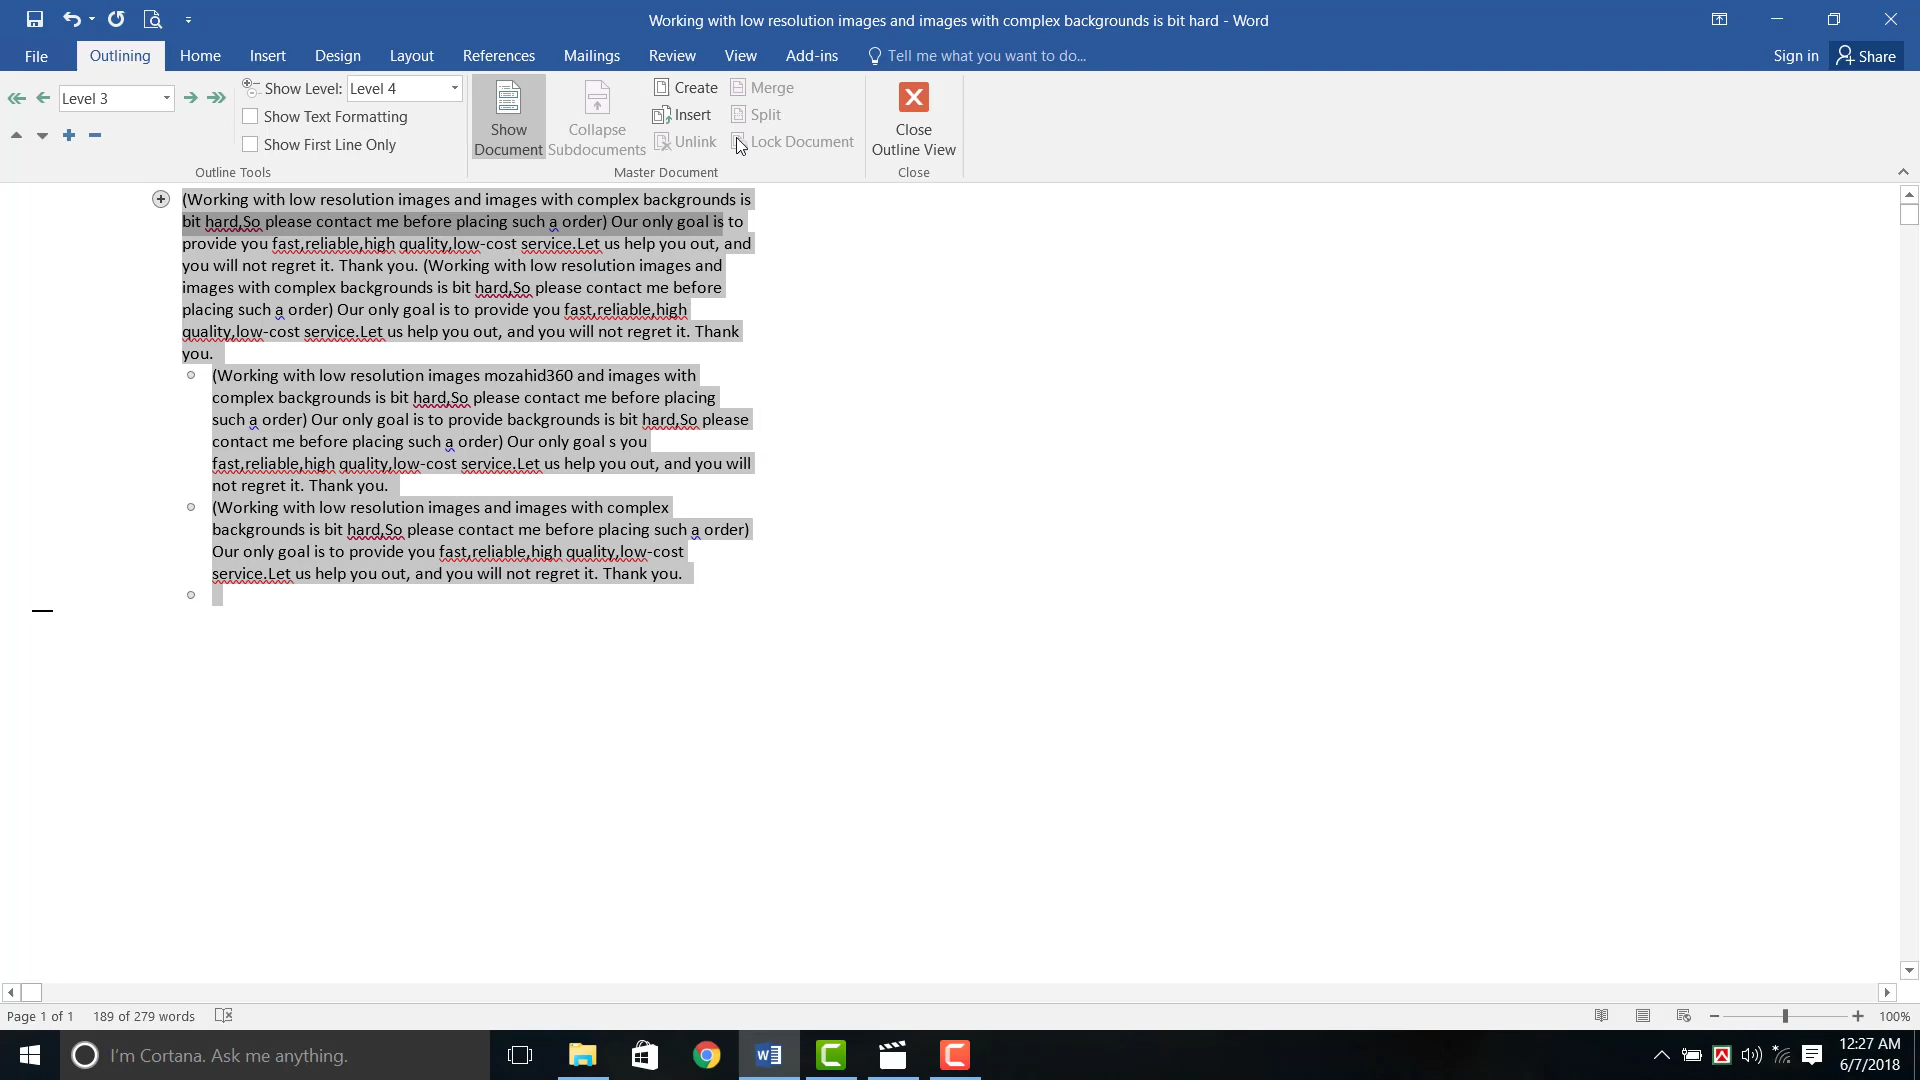 Working with low resolution images and images with complex backgrounds is bit hard - Word
File Outlining Home Insert Design Layout References Mailings Review View Add-ins Tell me what you want to do... Sign in Share
Level 3
Show Level: Level 4
Show Text Formatting
Show First Line Only
Outline Tools
Show Document
Collapse Subdocuments
Create
Insert
Unlink
Merge
Split
Lock Document
Master Document
Close Outline View
Close
(Working with low resolution images and images with complex backgrounds is
bit hard,So please contact me before placing such a order) Our only goal is to
provide you fast,reliable,high quality,low-cost service.Let us help you out, and
you will not regret it. Thank you. (Working with low resolution images and
images with complex backgrounds is bit hard,So please contact me before
placing such a order) Our only goal is to provide you fast,reliable,high
quality,low-cost service.Let us help you out, and you will not regret it. Thank
you.
(Working with low resolution images mozahid360 and images with
complex backgrounds is bit hard,So please contact me before placing
such a order) Our only goal is to provide backgrounds is bit hard,So please
contact me before placing such a order) Our only goal s you
fast,reliable,high quality,low-cost service.Let us help you out, and you will
not regret it. Thank you.
(Working with low resolution images and images with complex
backgrounds is bit hard,So please contact me before placing such a order)
Our only goal is to provide you fast,reliable,high quality,low-cost
service.Let us help you out, and you will not regret it. Thank you.
Page 1 of 1 189 of 279 words 100%
I'm Cortana. Ask me anything.
12:27 AM
6/7/2018